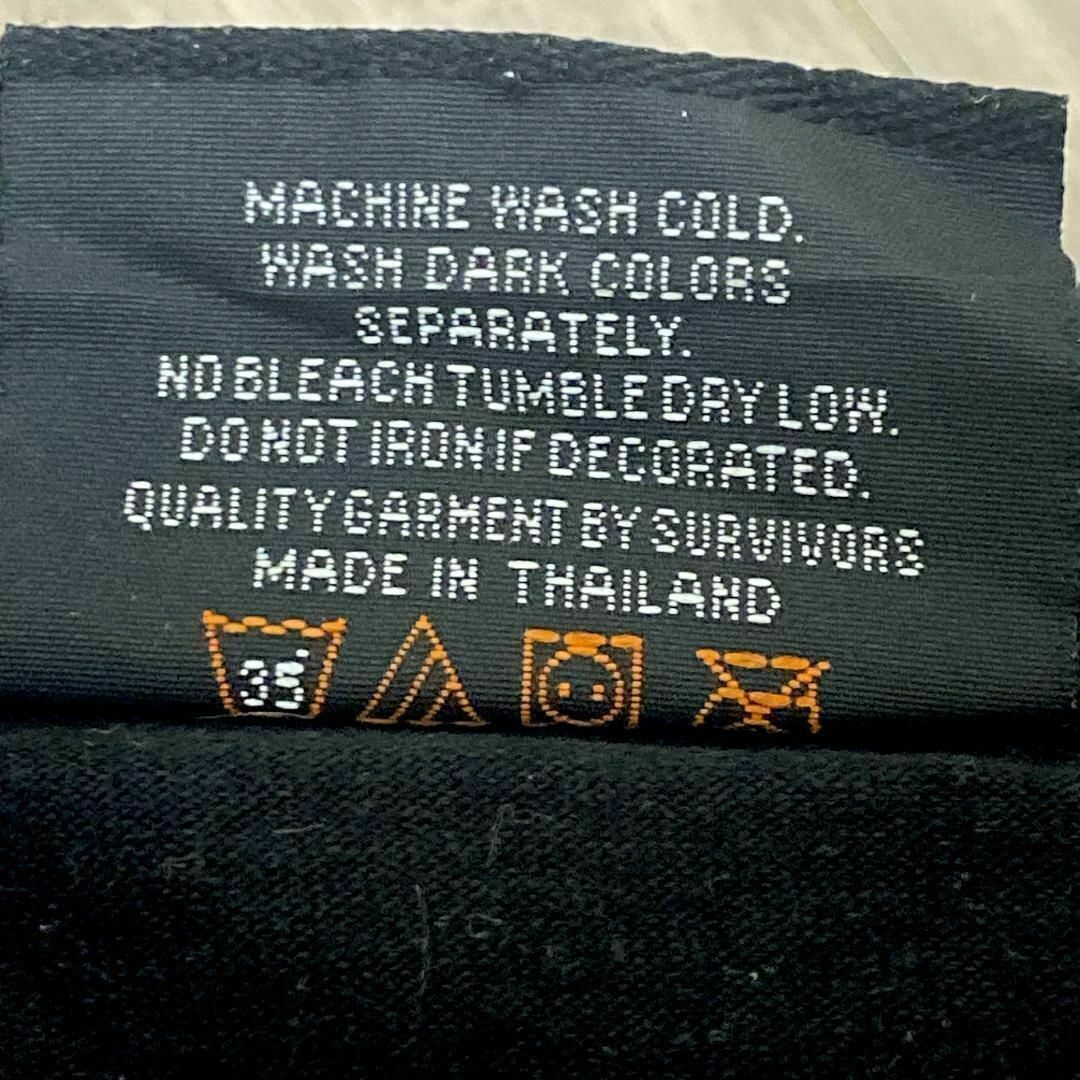 MACHINE WASH COLD.
WASH DARK COLORS
SEPARATELY.
NO BLEACH TUMBLE DRY LOW.
DO NOT IRON IF DECORATED.
QUALITY GARMENT BY SURVIVORS
MADE IN THAILAND
35°